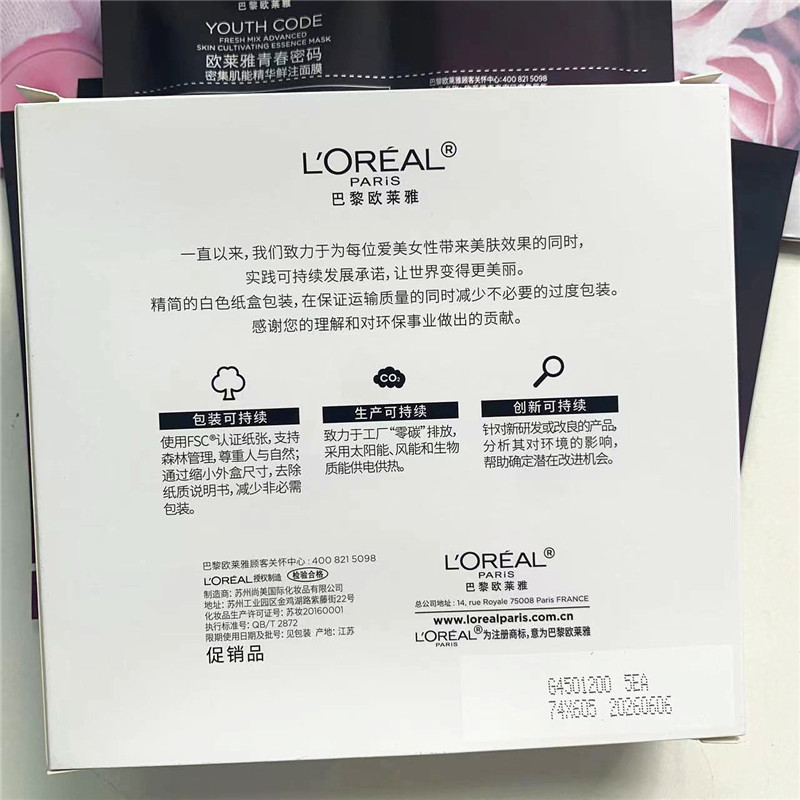 巴黎欧莱雅
YOUTH CODE
FRESH MIX ADVANCED
SKIN CULTIVATING ESSENCE MASK
欧莱雅青春密码
密集肌能精华鲜注面膜
巴黎欧莱雅顾客关怀中心:400 821 5098
L'ORÉAL®
PARIS
巴黎欧莱雅
一直以来,我们致力于为每位爱美女性带来美肤效果的同时,
实践可持续发展承诺,让世界变得更美丽。
精简的白色纸盒包装,在保证运输质量的同时减少不必要的过度包装。
感谢您的理解和对环保事业做出的贡献。
包装可持续
使用FSC®认证纸张,支持
森林管理,尊重人与自然;
通过缩小外盒尺寸,去除
纸质说明书,减少非必需
包装。
CO₂
生产可持续
致力于工厂“零碳”排放,
采用太阳能、风能和生物
质能供电供热。
创新可持续
针对新研发或改良的产品,
分析其对环境的影响,
帮助确定潜在改进机会。
巴黎欧莱雅顾客关怀中心:400 821 5098
L'ORÉAL 授权制造 检验合格
制造商:苏州尚美国际化妆品有限公司
地址:苏州工业园区金鸡湖路紫藤街22号
化妆品生产许可证号:苏妆20160001
执行标准号:QB/T 2872
限期使用日期及批号:见包装 产地:江苏
促销品
L'ORÉAL®
PARIS
巴黎欧莱雅
总公司地址:14, rue Royale 75008 Paris FRANCE
www.lorealparis.com.cn
L'ORÉAL®为注册商标,意为巴黎欧莱雅
PARIS
G4501200 5EA
74X605 20260606